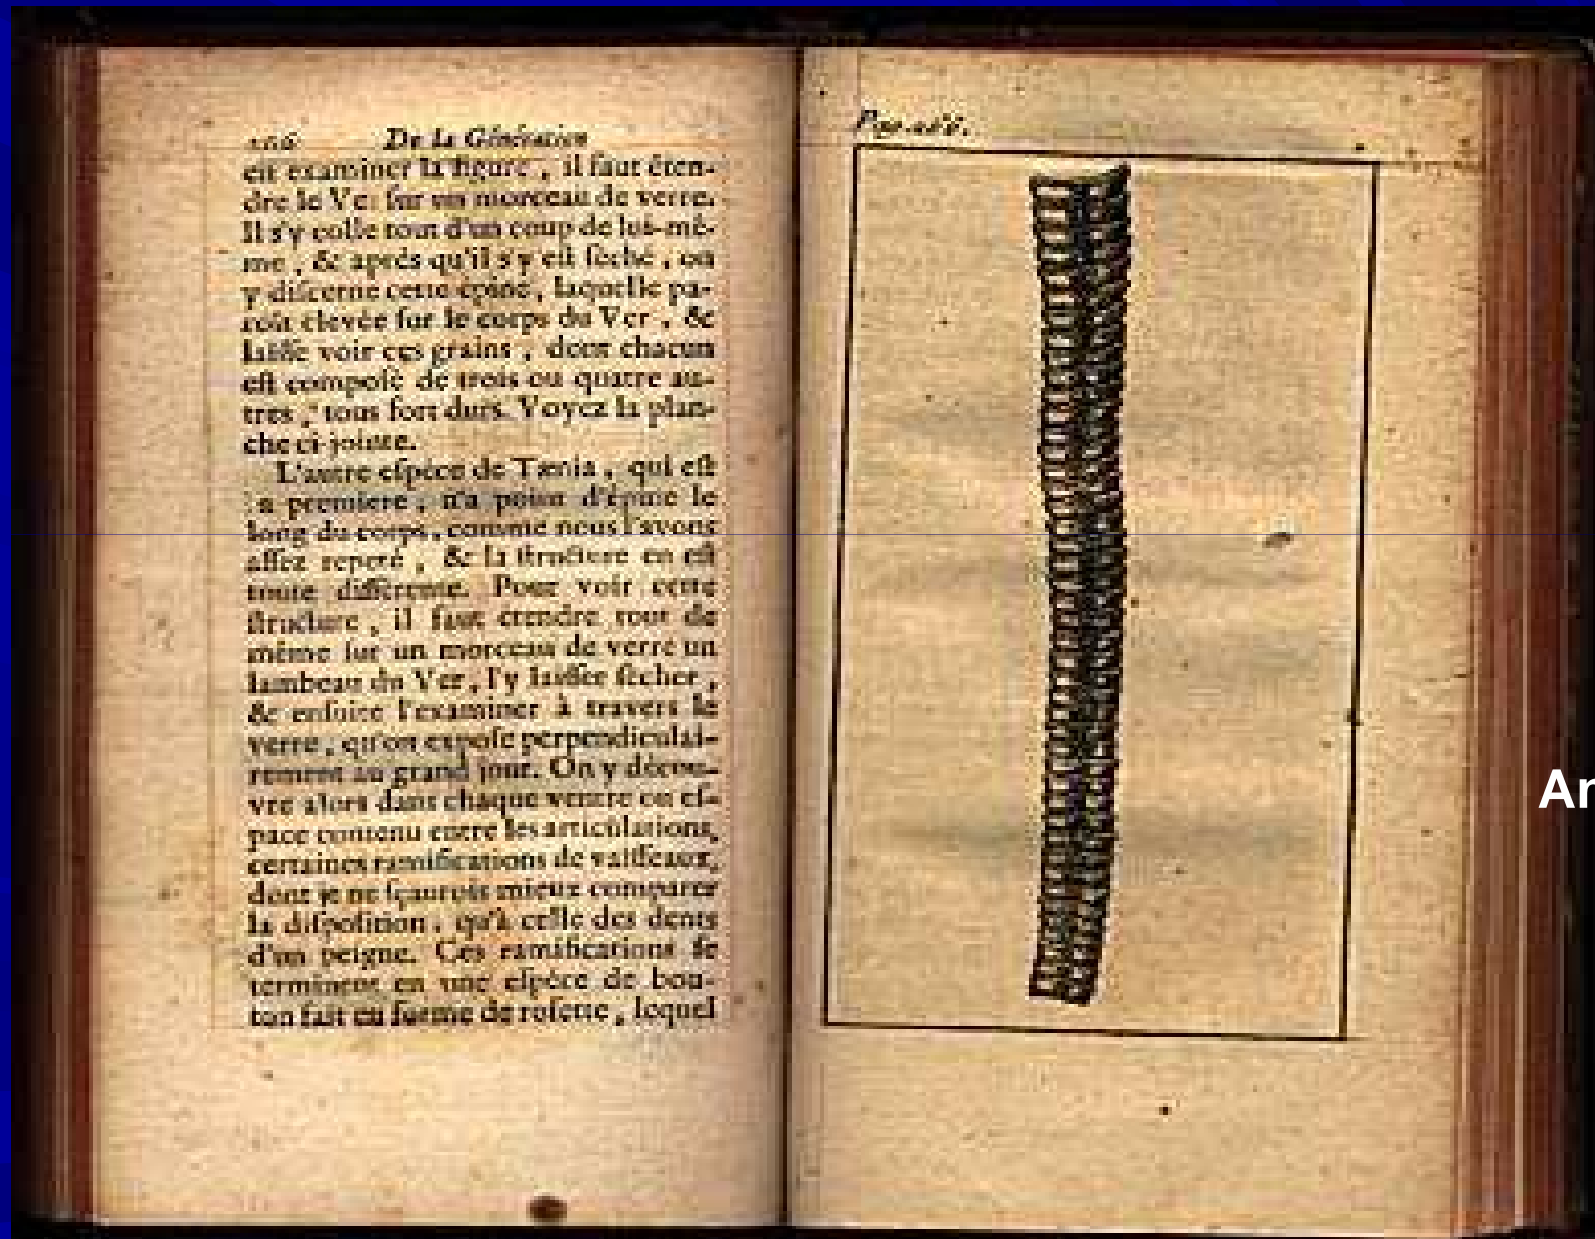 De la Génération
en examiner la figure , il faut éten-
dre le Ver sur un morceau de verre.
Il s'y colle tout d'un coup de lui-mê-
me , & après qu'il s'y est ſeché , on
y diſcerne cette épine , laquelle pa-
roît elevée ſur le corps du Ver , &
laiſſe voir ces grains , dont chacun
eſt compoſé de trois ou quatre au-
tres , tous fort durs. Voyez la plan-
che ci-jointe.
L'autre eſpéce de Tænia , qui eſt
la premiere , n'a point d'épine le
long du corps , comme nous l'avons
aſſez repeté , & la ſtructure en eſt
toute différente. Pour voir cette
ſtructure , il faut étendre tout de
même ſur un morceau de verre un
lambeau du Ver , l'y laiſſer ſécher ,
& enſuite l'examiner à travers le
verre , qu'on expoſe perpendiculai-
rement au grand jour. On y décou-
vre alors dans chaque ventre ou eſ-
pace contenu entre les articulations,
certaines ramifications de vaiſſeaux,
dont je ne ſçaurois mieux comparer
la diſpoſition , qu'à celle des dents
d'un peigne. Ces ramifications ſe
terminent en une eſpéce de bou-
ton fait en forme de roſette , lequel
Pag.
An